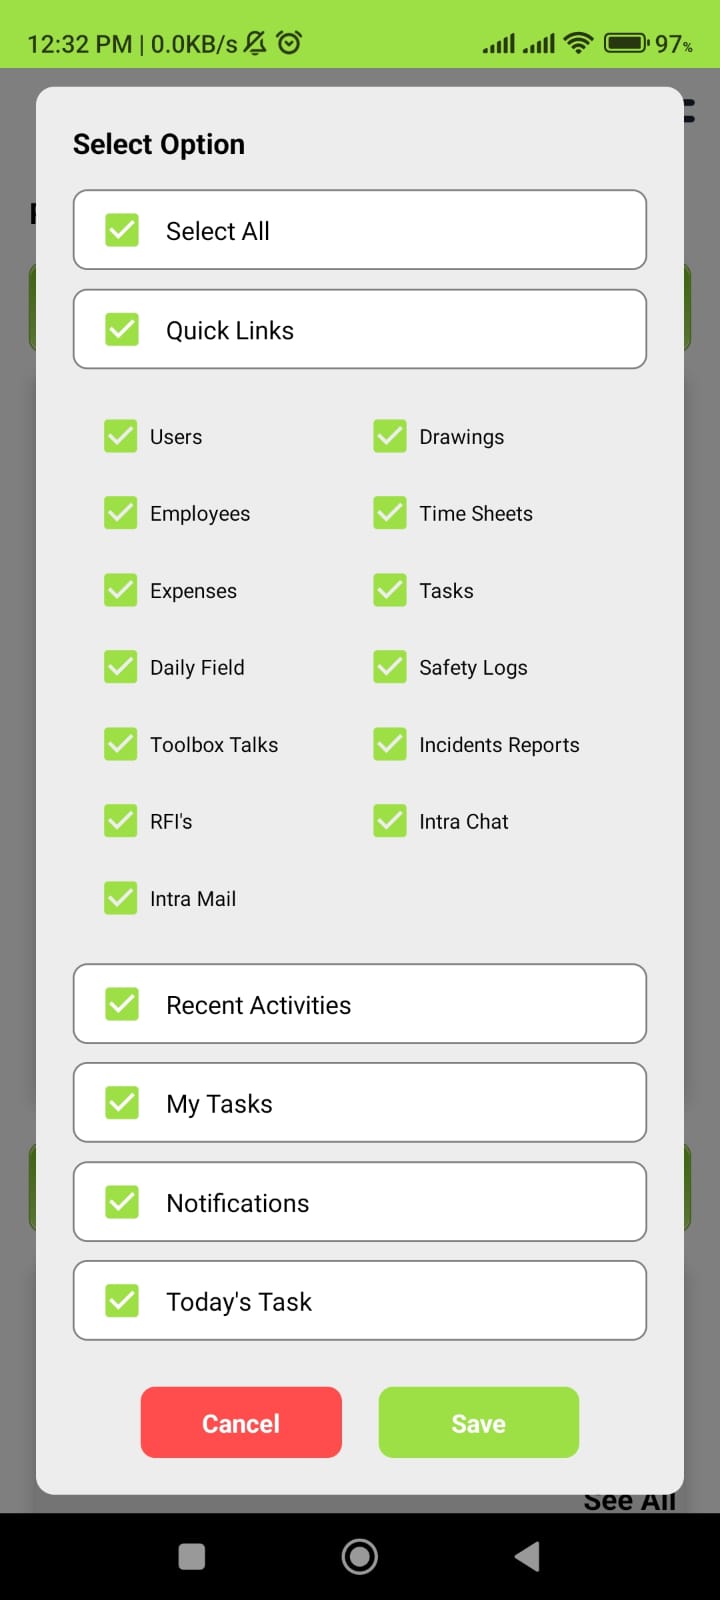 12:32 PM | 0.0KB/s 97%
Select Option
Select All
Quick Links
Users Drawings
Employees Time Sheets
Expenses Tasks
Daily Field Safety Logs
Toolbox Talks Incidents Reports
RFI's Intra Chat
Intra Mail
Recent Activities
My Tasks
Notifications
Today's Task
Cancel Save
See All